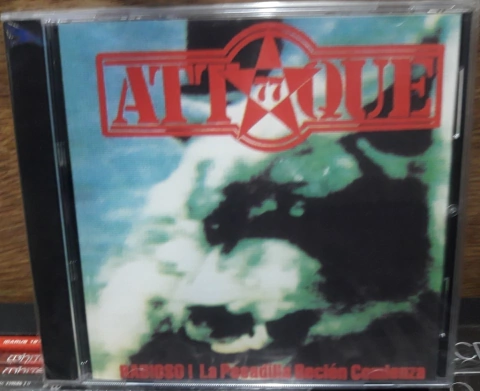 ATTAQUE
77
RABIOSO! La Pesadilla Recién Comienza